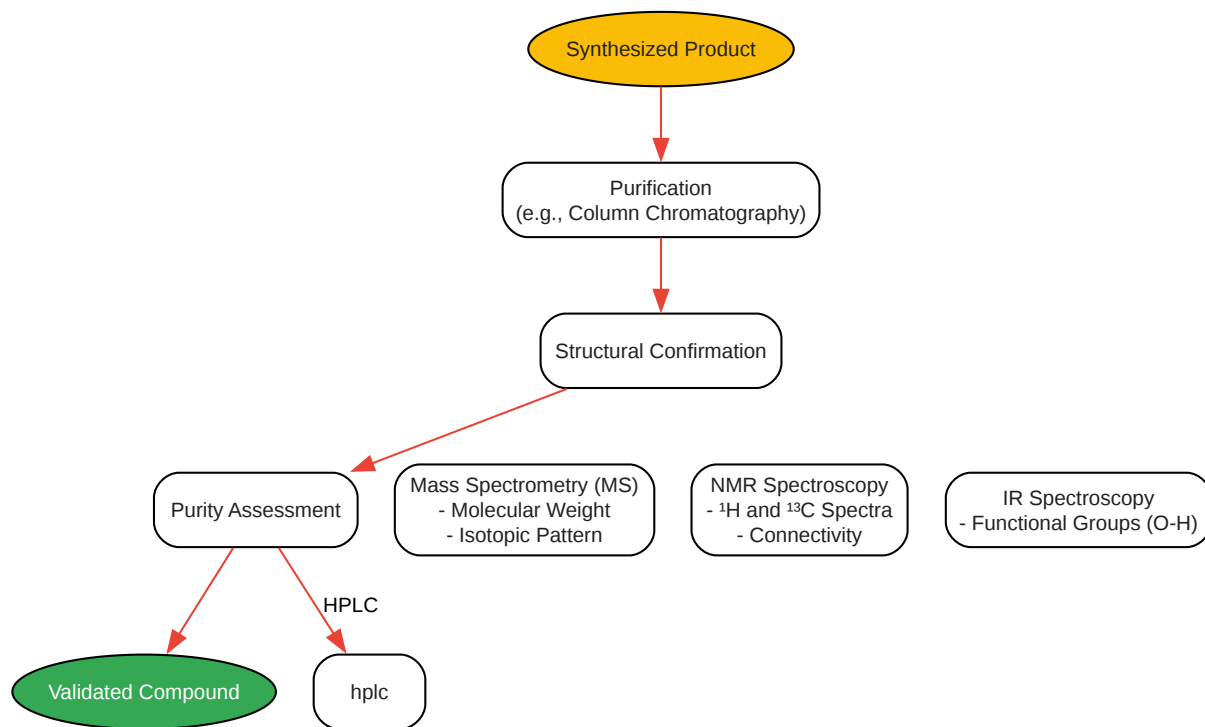 Synthesized Product
Purification
(e.g., Column Chromatography)
Structural Confirmation
Purity Assessment
Mass Spectrometry (MS)
- Molecular Weight
- Isotopic Pattern
NMR Spectroscopy
- ¹H and ¹³C Spectra
- Connectivity
IR Spectroscopy
- Functional Groups (O-H)
HPLC
Validated Compound
hplc